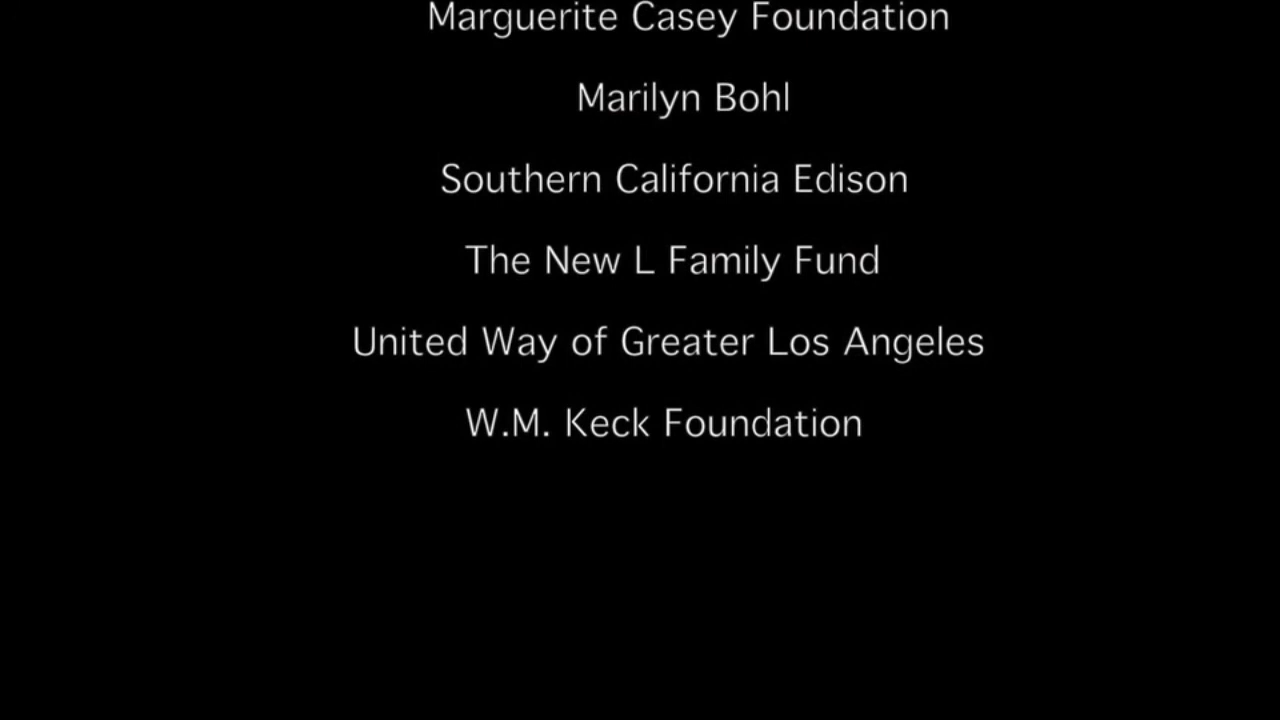 Marguerite Casey Foundation
Marilyn Bohl
Southern California Edison
The New L Family Fund
United Way of Greater Los Angeles
W.M. Keck Foundation